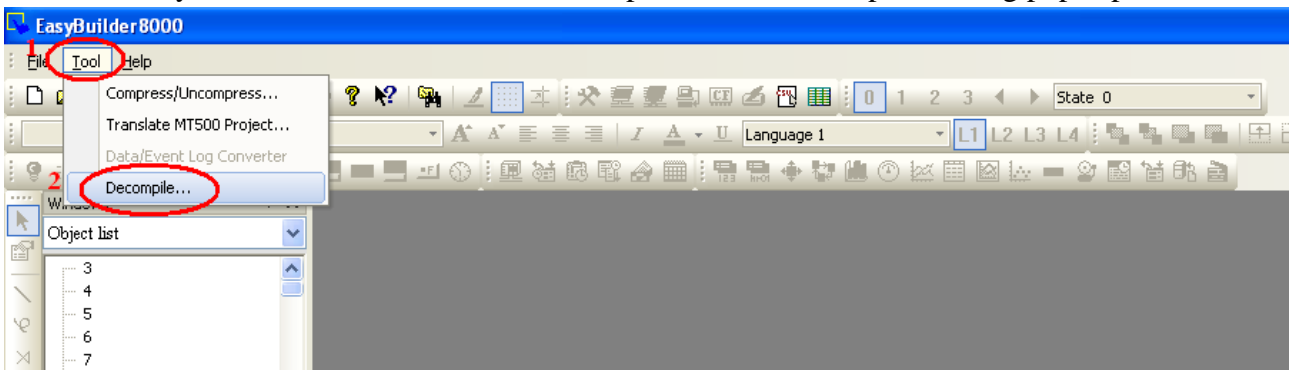 EasyBuilder8000
1
File Tool Help
Compress/Uncompress...
0 1 2 3 State 0
Translate MT500 Project...
A A I A U Language 1 L1 L2 L3 L4
Data/Event Log Converter
2
Decompile...
Object list
3
4
5
6
7